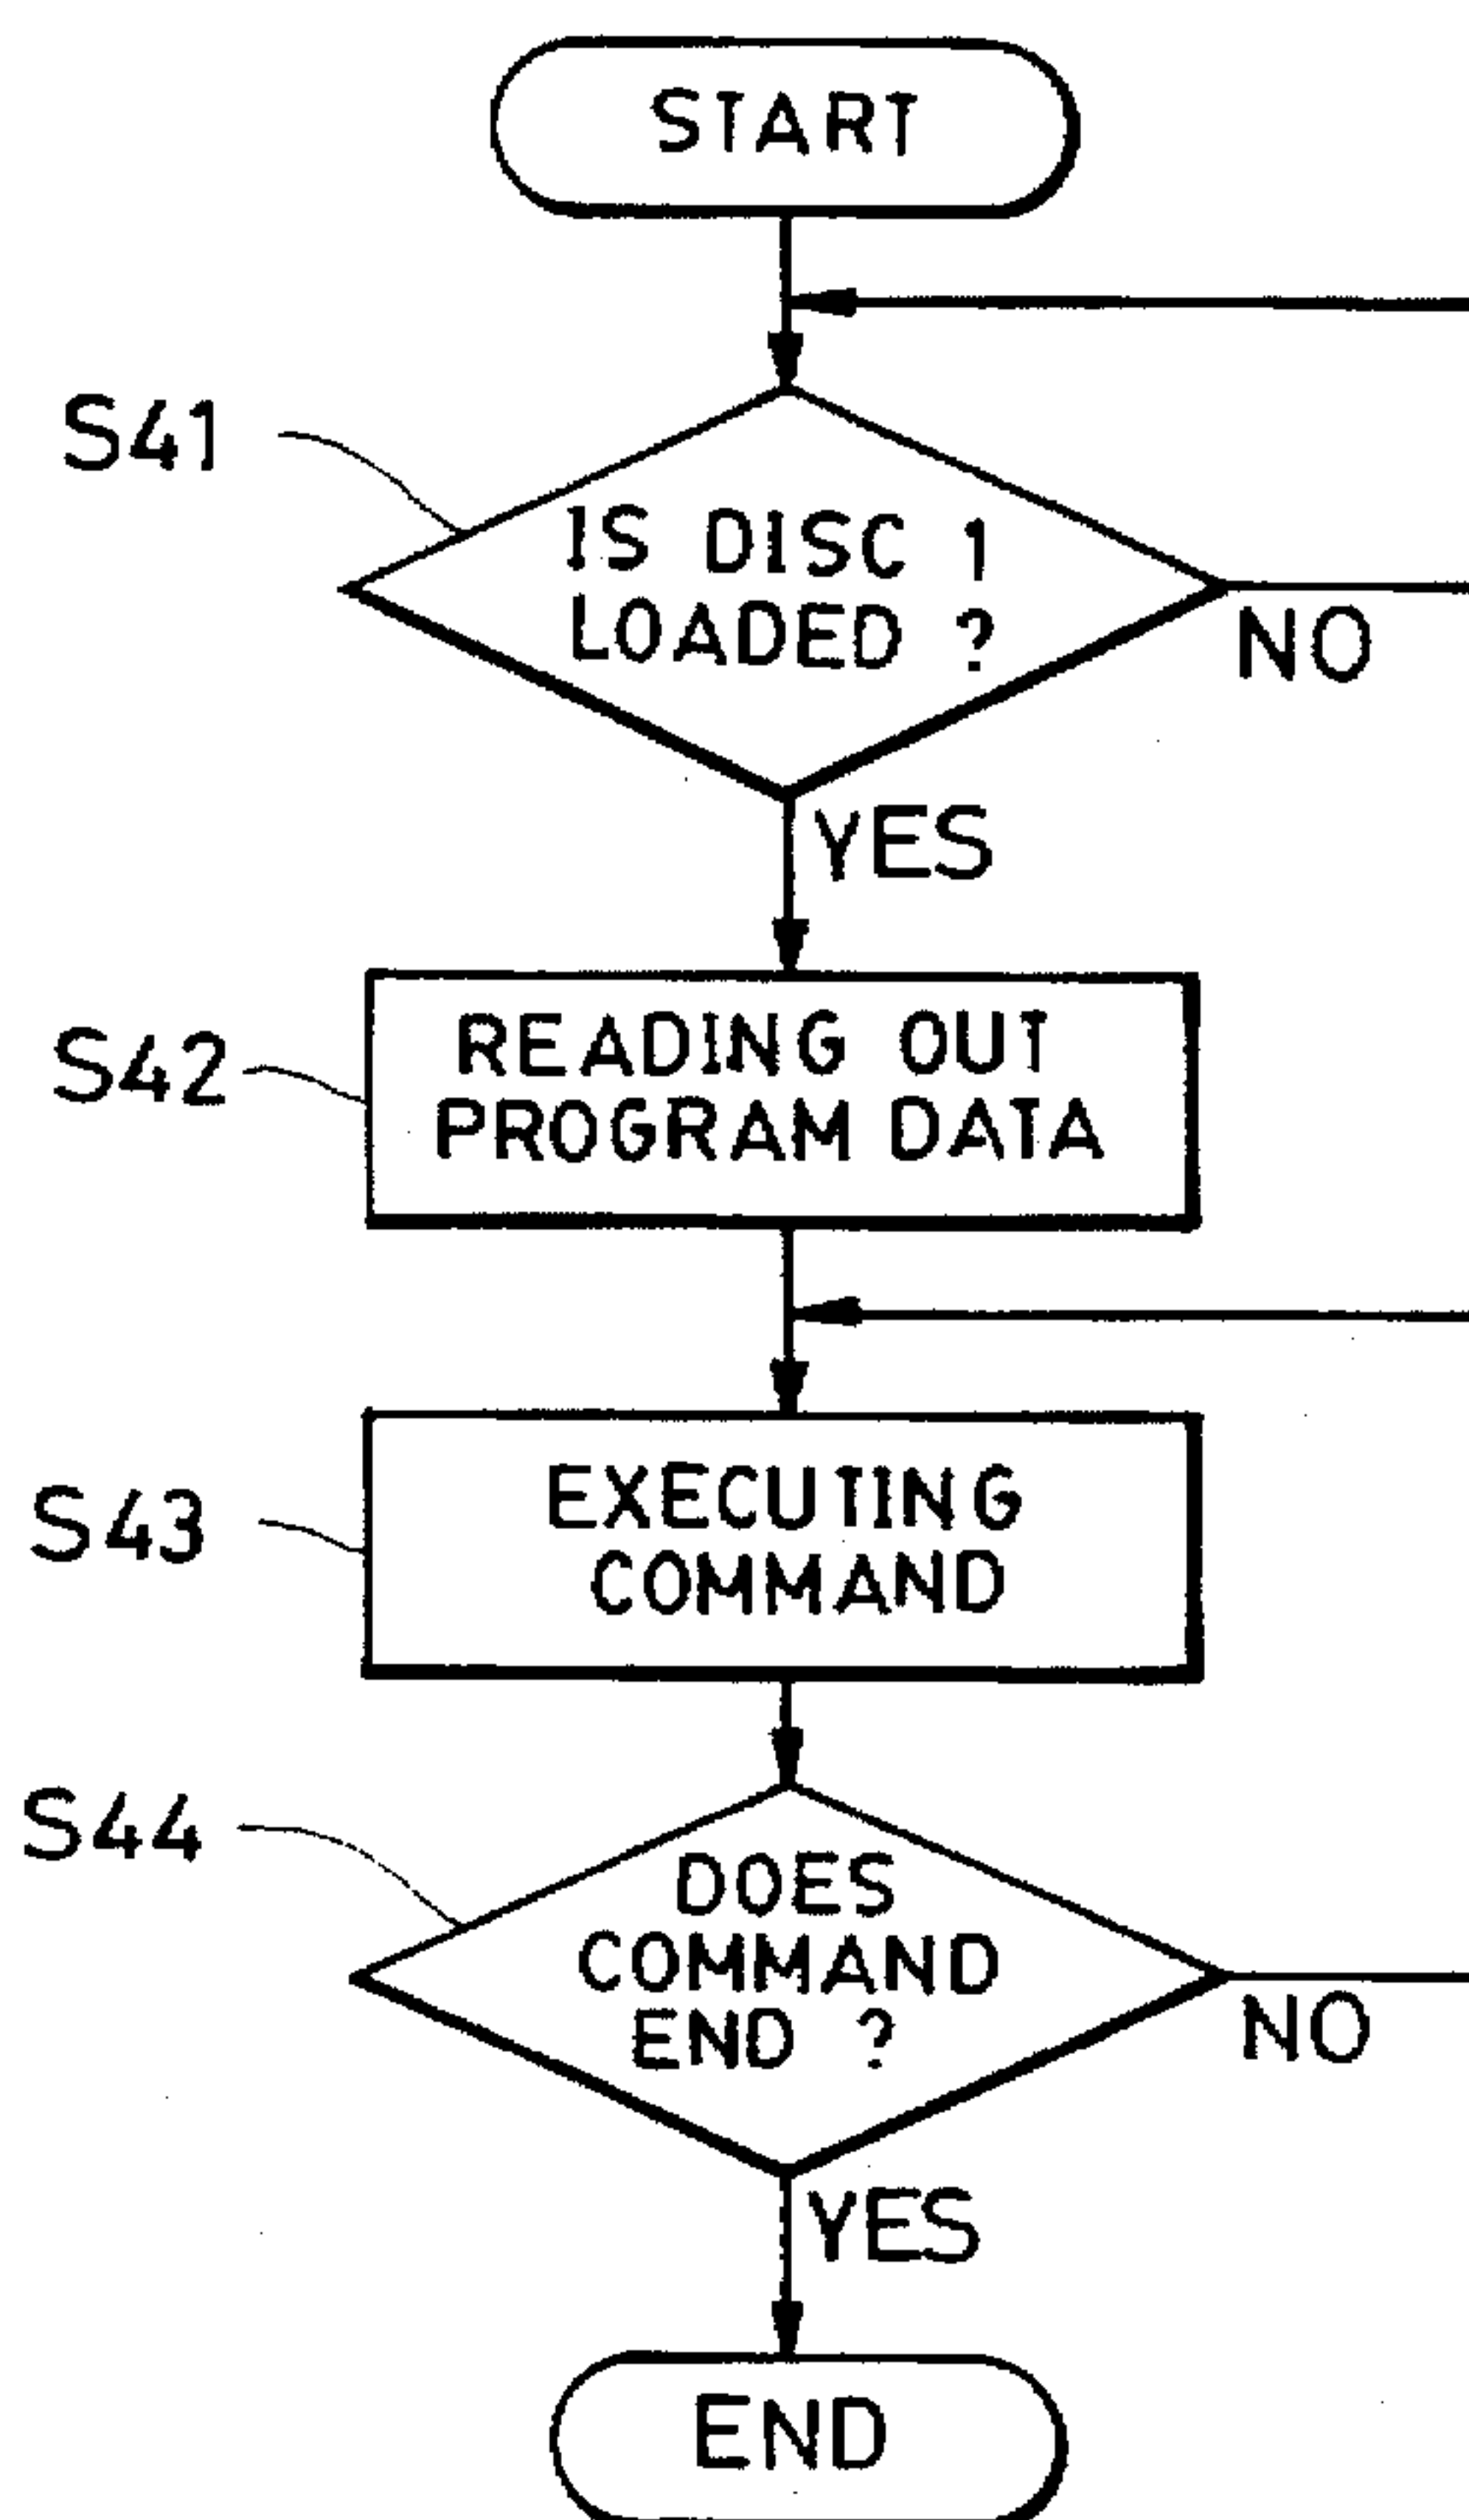 START
S41
IS DISC 1
LOADED ?
NO
YES
S42
READING OUT
PROGRAM DATA
S43
EXECUTING
COMMAND
S44
DOES
COMMAND
END ?
NO
YES
END